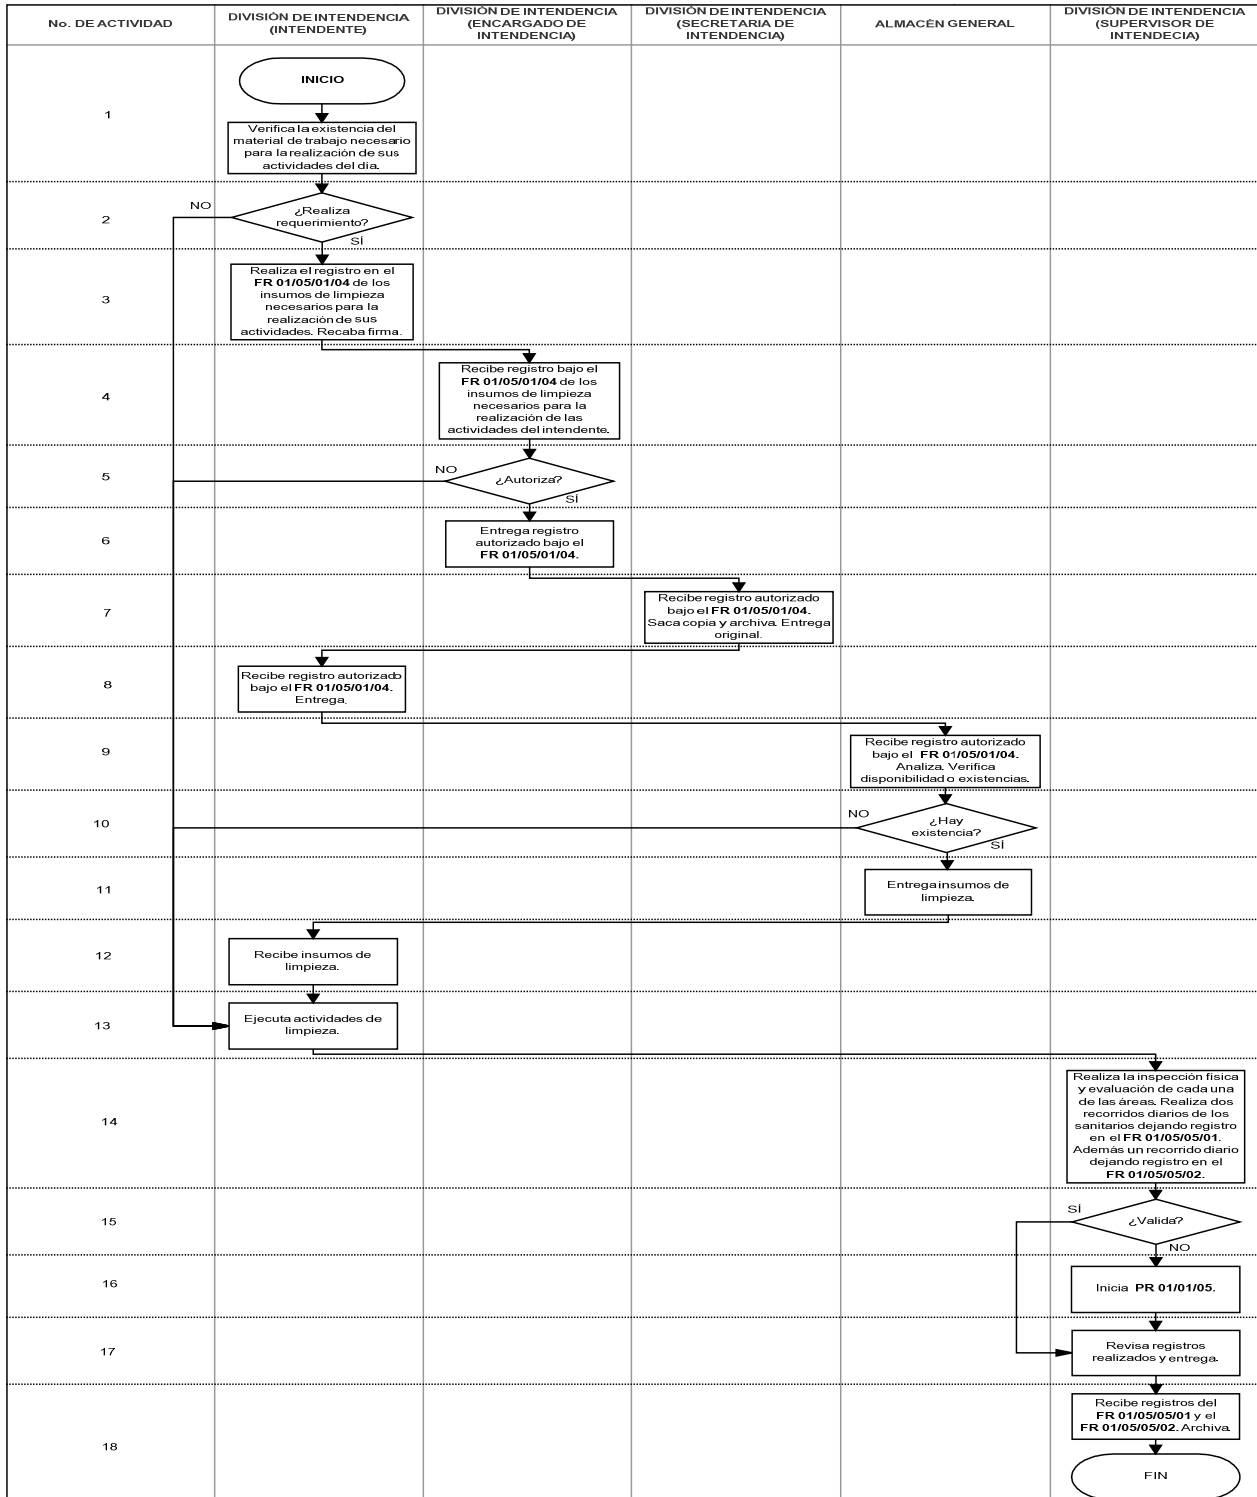 No. DE ACTIVIDAD
DIVISIÓN DE INTENDENCIA
(INTENDENTE)
DIVISIÓN DE INTENDENCIA
(ENCARGADO DE
INTENDENCIA)
DIVISIÓN DE INTENDENCIA
(SECRETARIA DE
INTENDENCIA)
ALMACÉN GENERAL
DIVISIÓN DE INTENDENCIA
(SUPERVISOR DE
INTENDECIA)
1
INICIO
Verifica la existencia del
material de trabajo necesario
para la realización de sus
actividades del día.
2
NO
¿Realiza
requerimiento?
SÍ
3
Realiza el registro en el
FR 01/05/01/04 de los
insumos de limpieza
necesarios para la
realización de sus
actividades. Recaba firma.
4
Recibe registro bajo el
FR 01/05/01/04 de los
insumos de limpieza
necesarios para la
realización de las
actividades del intendente.
5
NO
¿Autoriza?
SÍ
6
Entrega registro
autorizado bajo el
FR 01/05/01/04.
7
Recibe registro autorizado
bajo el FR 01/05/01/04.
Saca copia y archiva. Entrega
original.
8
Recibe registro autorizado
bajo el FR 01/05/01/04.
Entrega.
9
Recibe registro autorizado
bajo el FR 01/05/01/04.
Analiza. Verifica
disponibilidad o existencias.
10
NO
¿Hay
existencia?
SÍ
11
Entrega insumos de
limpieza.
12
Recibe insumos de
limpieza.
13
Ejecuta actividades de
limpieza.
14
Realiza la inspección física
y evaluación de cada una
de las áreas. Realiza dos
recorridos diarios de los
sanitarios dejando registro
en el FR 01/05/05/01.
Además un recorrido diario
dejando registro en el
FR 01/05/05/02.
15
SÍ
¿Valida?
NO
16
Inicia PR 01/01/05.
17
Revisa registros
realizados y entrega.
18
Recibe registros del
FR 01/05/05/01 y el
FR 01/05/05/02. Archiva.
FIN